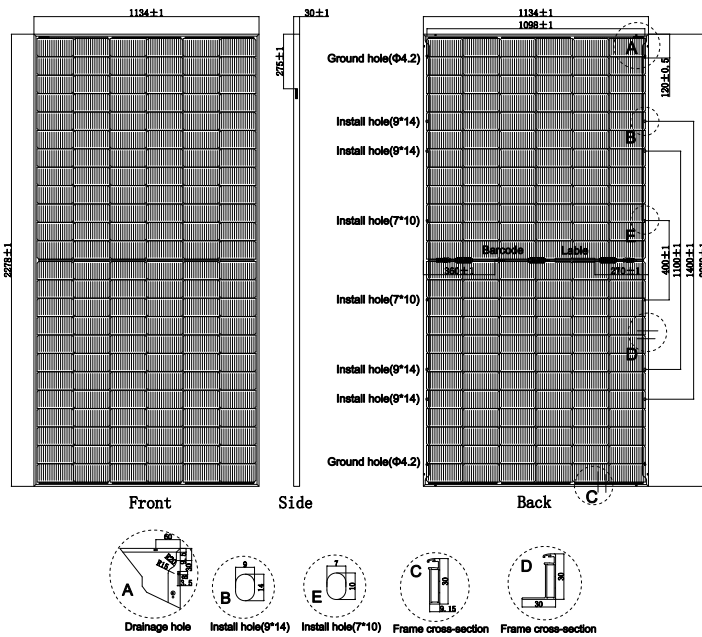 1134±1
30±1
1134±1
1098±1
275±1
A
Ground hole(Φ4.2)
120±0.5
Install hole(9*14)
B
Install hole(9*14)
Install hole(7*10)
E
2278±1
Barcode
Lable
360±1
270±1
400±1
1100±1
1400±1
Install hole(7*10)
D
Install hole(9*14)
Install hole(9*14)
Ground hole(Φ4.2)
C
Front
Side
Back
60
30
A
B
9
14
E
7
10
C
30
9.15
D
30
30
Drainage hole
Install hole(9*14)
Install hole(7*10)
Frame cross-section
Frame cross-section